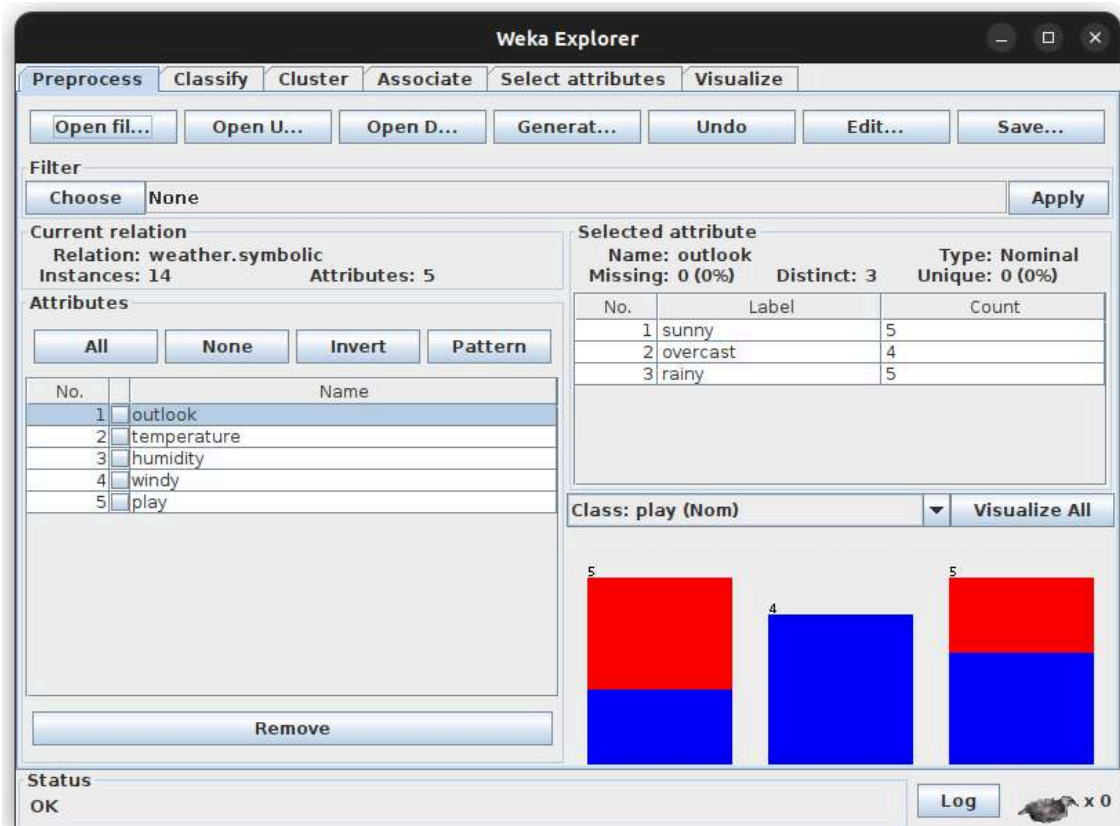 Weka Explorer
Preprocess Classify Cluster Associate Select attributes Visualize
Open fil... Open U... Open D... Generat... Undo Edit... Save...
Filter
Choose None Apply
Current relation
Relation: weather.symbolic
Instances: 14 Attributes: 5
Attributes
All None Invert Pattern
No. Name
1 outlook
2 temperature
3 humidity
4 windy
5 play
Remove
Selected attribute
Name: outlook Type: Nominal
Missing: 0 (0%) Distinct: 3 Unique: 0 (0%)
No. Label Count
1 sunny 5
2 overcast 4
3 rainy 5
Class: play (Nom) Visualize All
5 4 5
Status
OK
Log x 0